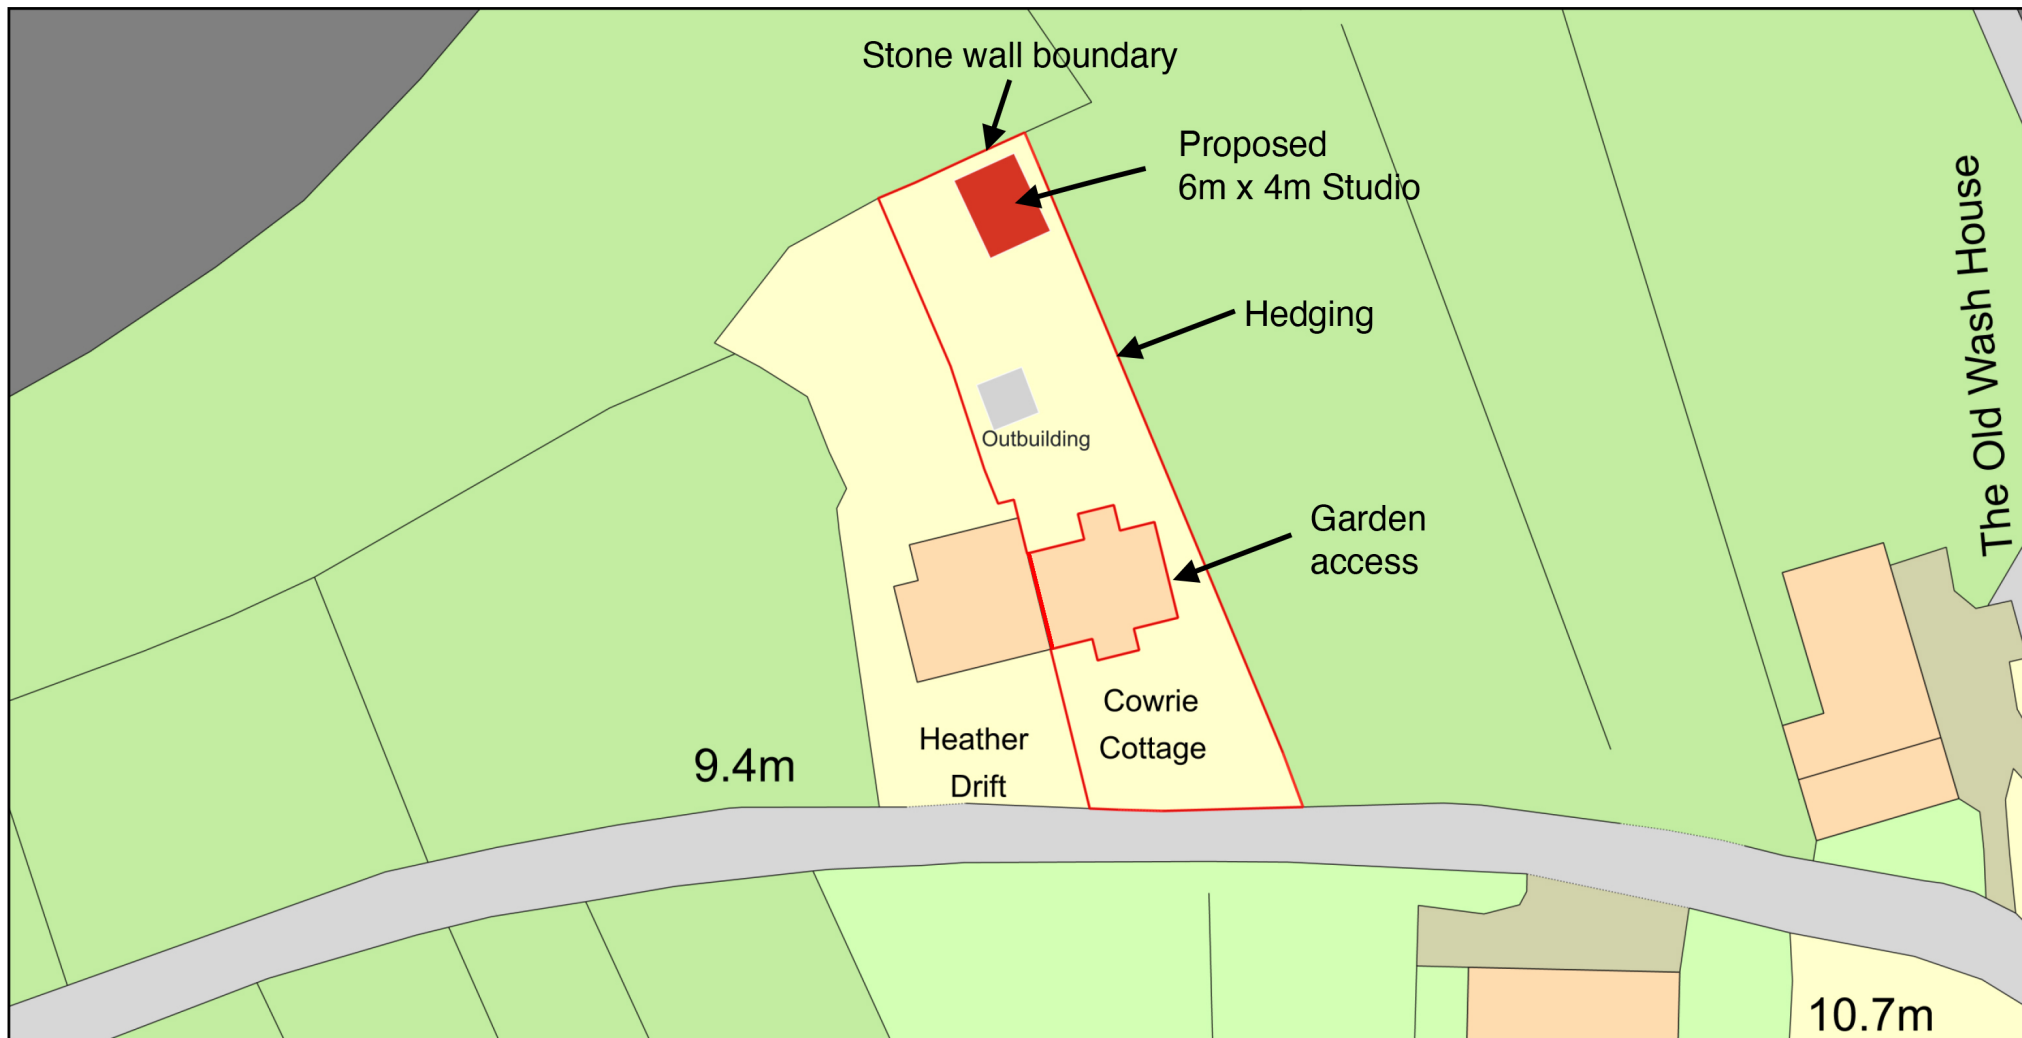 Stone wall boundary
Proposed
6m x 4m Studio
The Old Wash House
Hedging
Outbuilding
Garden
access
Cowrie
Cottage
Heather
Drift
9.4m
10.7m